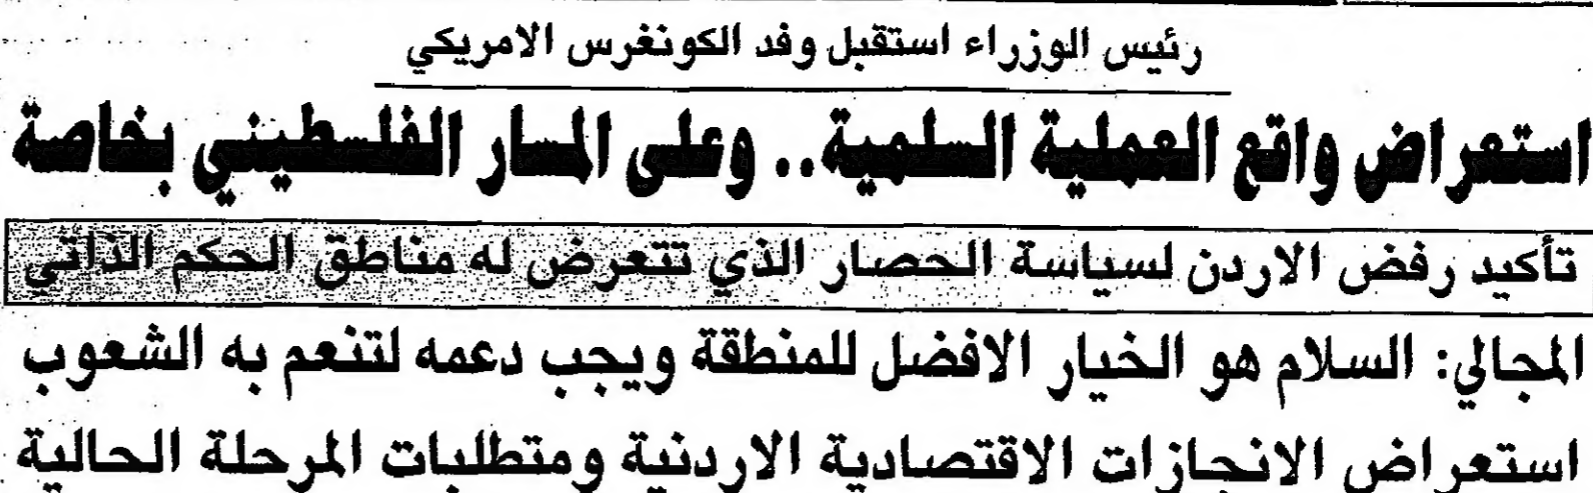 رئيس الوزراء استقبل وفد الكونغرس الامريكي
استعراض واقع العملية السلمية.. وعلى المسار الفلسطيني بخاصة
تأكيد رفض الاردن لسياسة الحصار الذي تتعرض له مناطق الحكم الذاتي
المجالي: السلام هو الخيار الافضل للمنطقة ويجب دعمه لتنعم به الشعوب
استعراض الانجازات الاقتصادية الاردنية ومتطلبات المرحلة الحالية